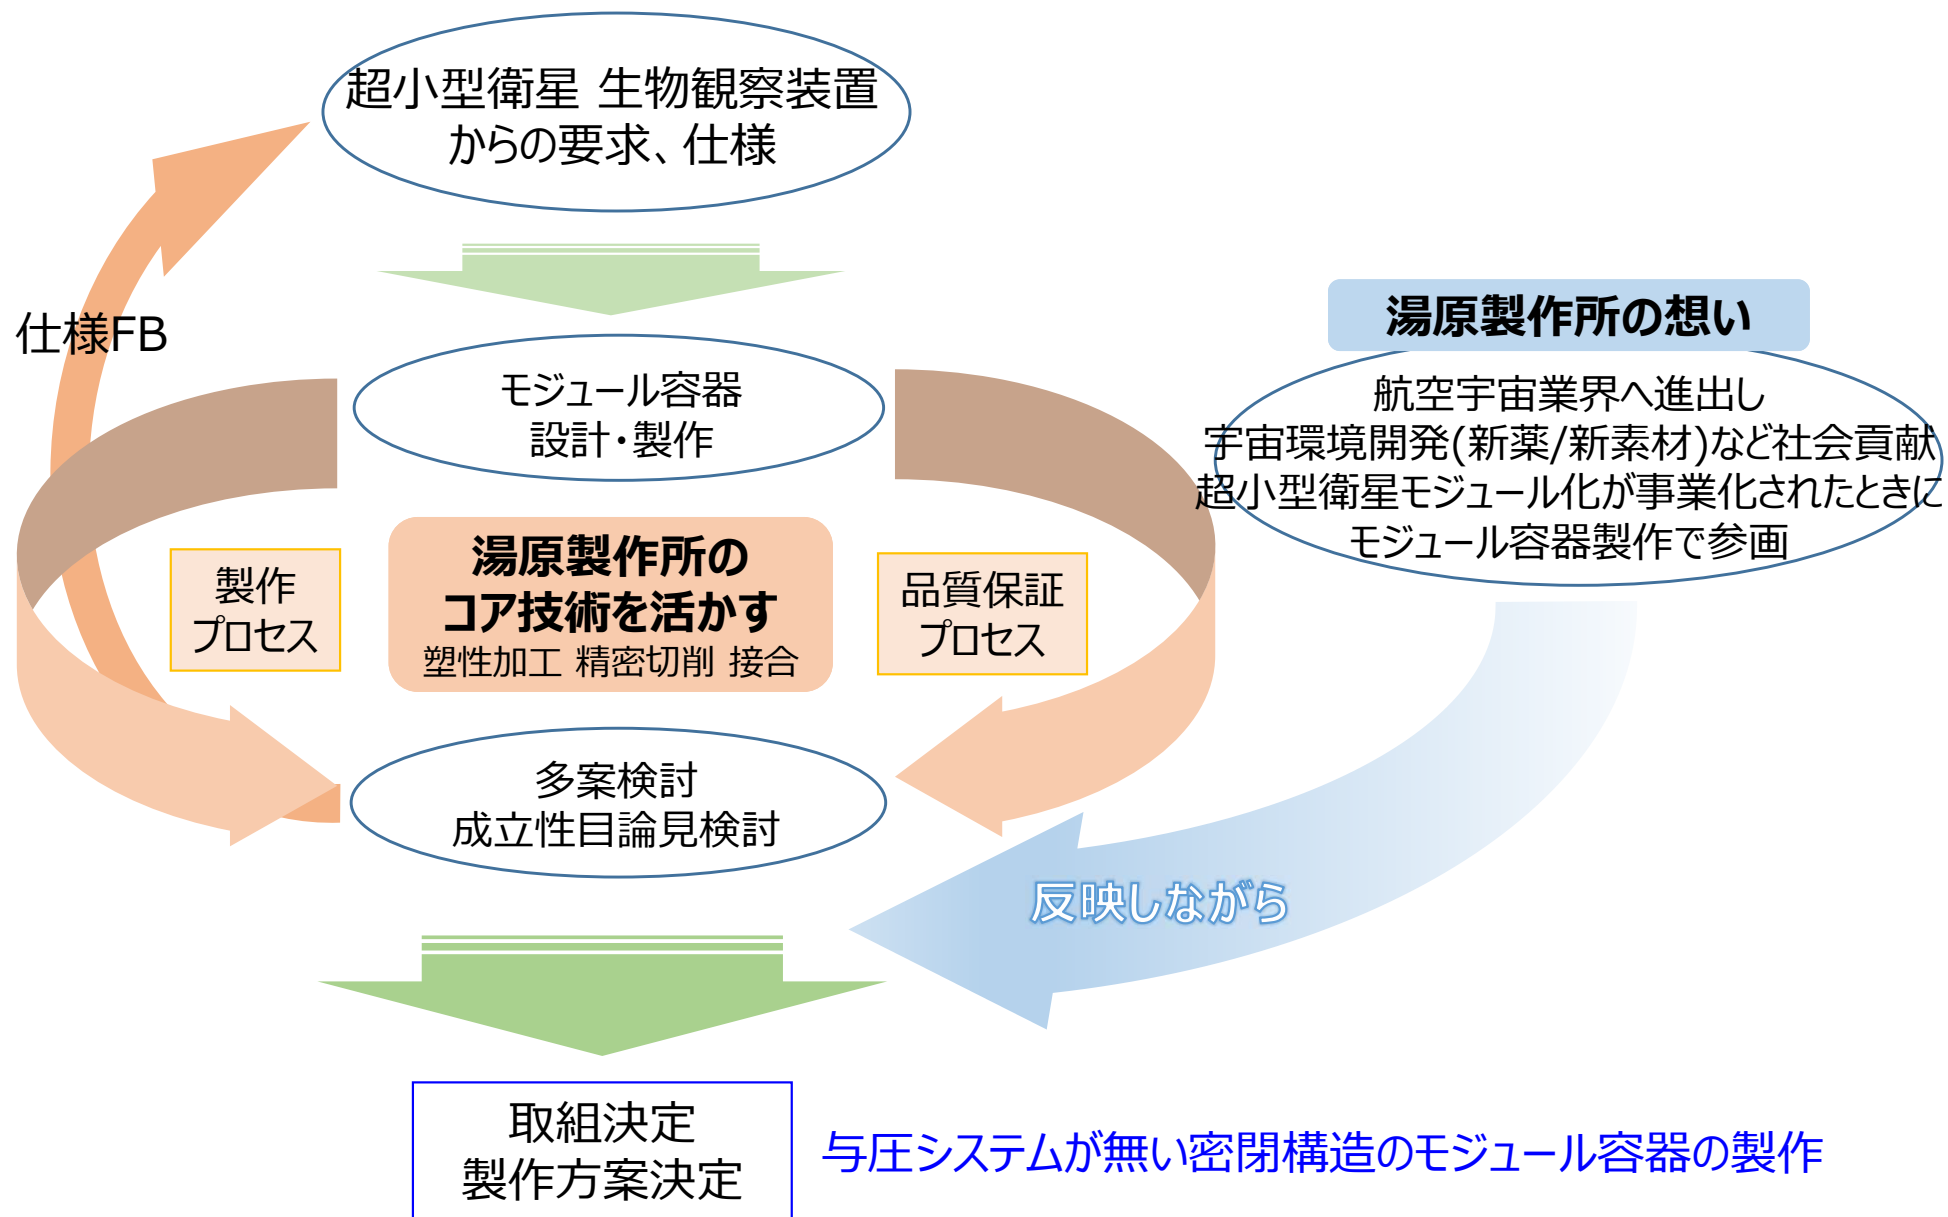 超小型衛星 生物観察装置
からの要求、仕様
仕様FB
モジュール容器
設計・製作
湯原製作所の想い
航空宇宙業界へ進出し
宇宙環境開発(新薬/新素材)など社会貢献
超小型衛星モジュール化が事業化されたときに
モジュール容器製作で参画
製作
プロセス
湯原製作所の
コア技術を活かす
塑性加工 精密切削 接合
品質保証
プロセス
多案検討
成立性目論見検討
反映しながら
取組決定
製作方案決定
与圧システムが無い密閉構造のモジュール容器の製作